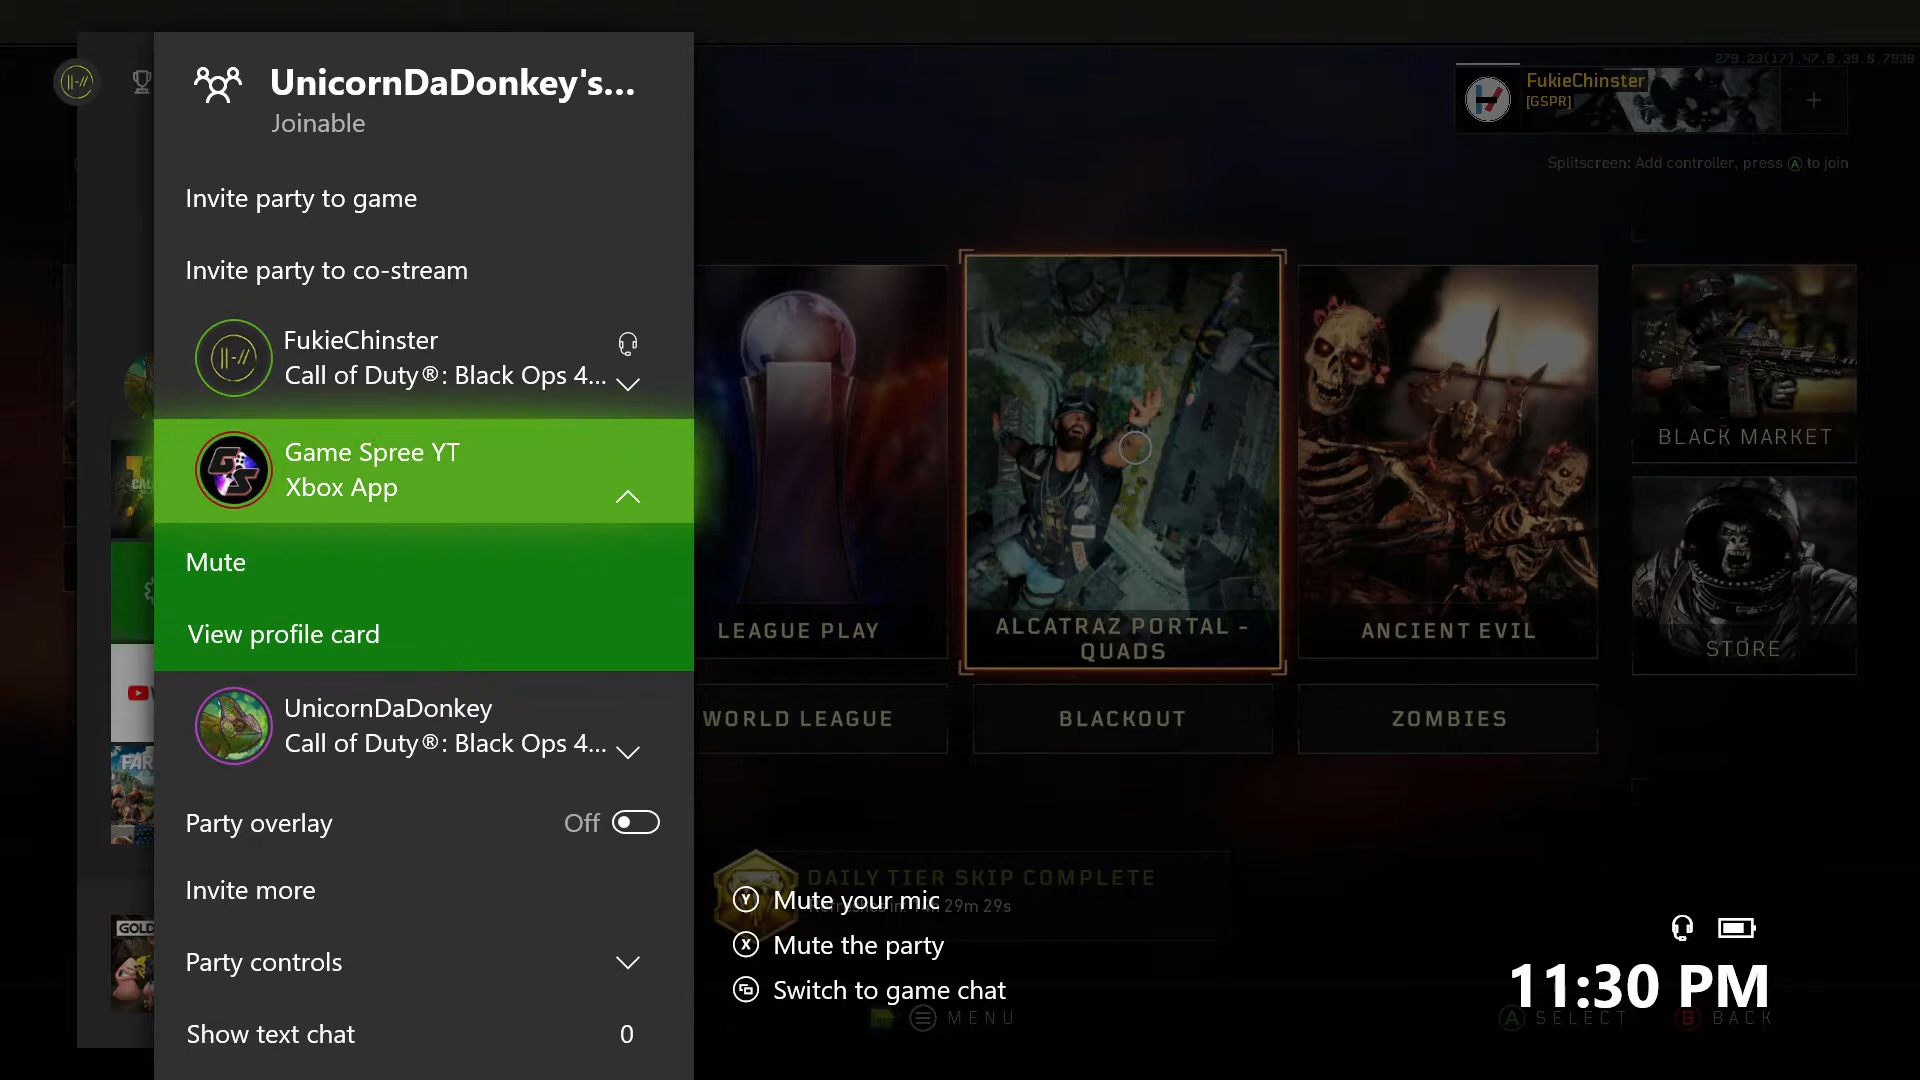 UnicornDaDonkey's...
Joinable
Invite party to game
Invite party to co-stream
FukieChinster
Call of Duty®: Black Ops 4...
Game Spree YT
Xbox App
Mute
View profile card
UnicornDaDonkey
Call of Duty®: Black Ops 4...
Party overlay Off
Invite more
Party controls
Show text chat 0
FukieChinster
[GSPR]
Splitscreen: Add controller, press A to join
LEAGUE PLAY
ALCATRAZ PORTAL -
QUADS
ANCIENT EVIL
BLACK MARKET
STORE
WORLD LEAGUE
BLACKOUT
ZOMBIES
DAILY TIER SKIP COMPLETE
29m 29s
Y Mute your mic
X Mute the party
Switch to game chat
MENU
11:30 PM
A SELECT
B BACK
GOLD
FAR